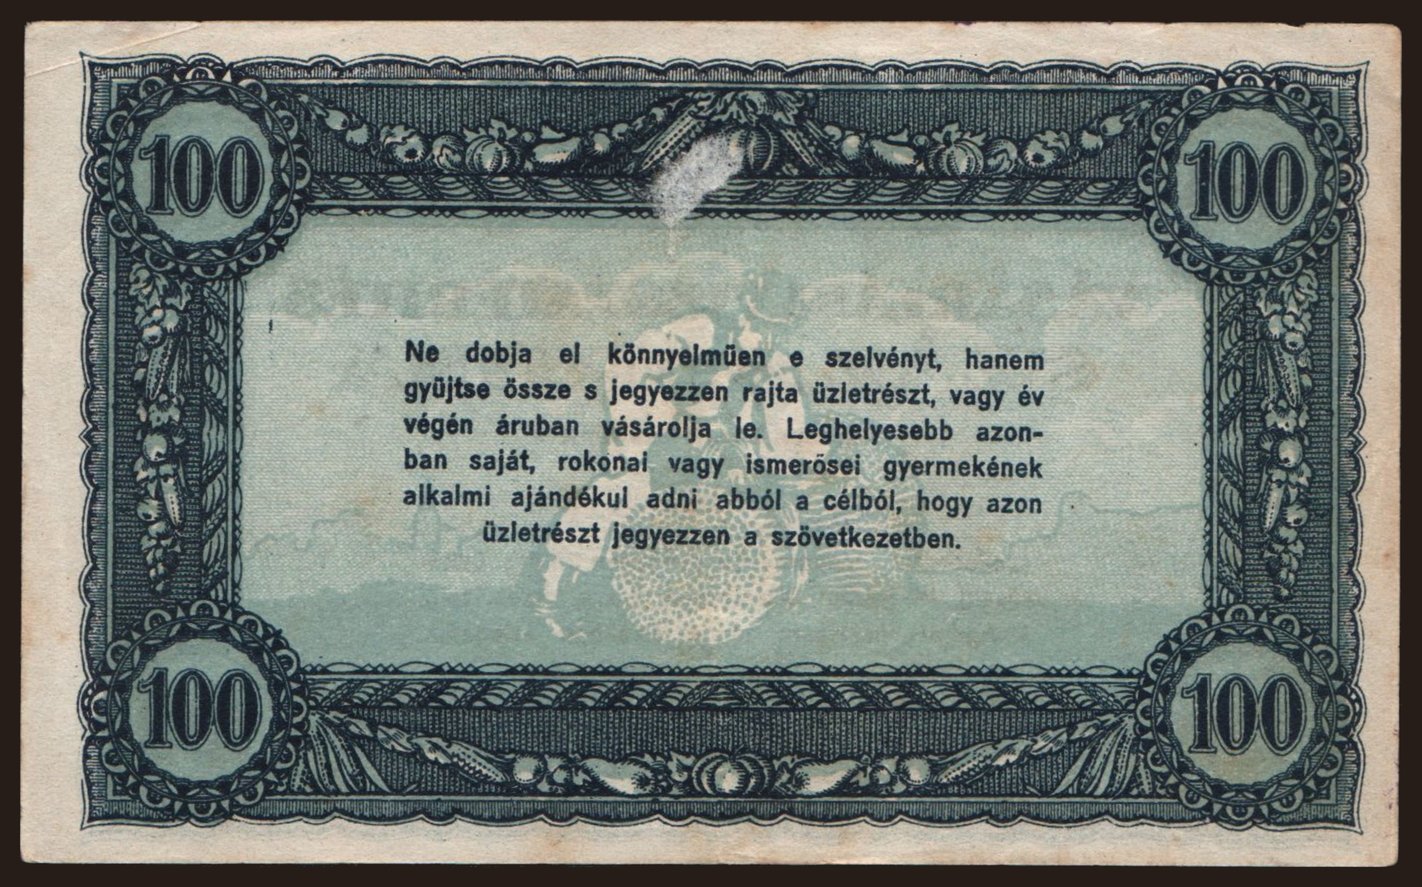 100 100
Ne dobja el könnyelmüen e szelvényt, hanem
gyüjtse össze s jegyezzen rajta üzletrészt, vagy év
végén áruban vásárolja le. Leghelyesebb azon-
ban saját, rokonai vagy ismerősei gyermekének
alkalmi ajándékul adni abból a célból, hogy azon
üzletrészt jegyezzen a szövetkezetben.
100 100